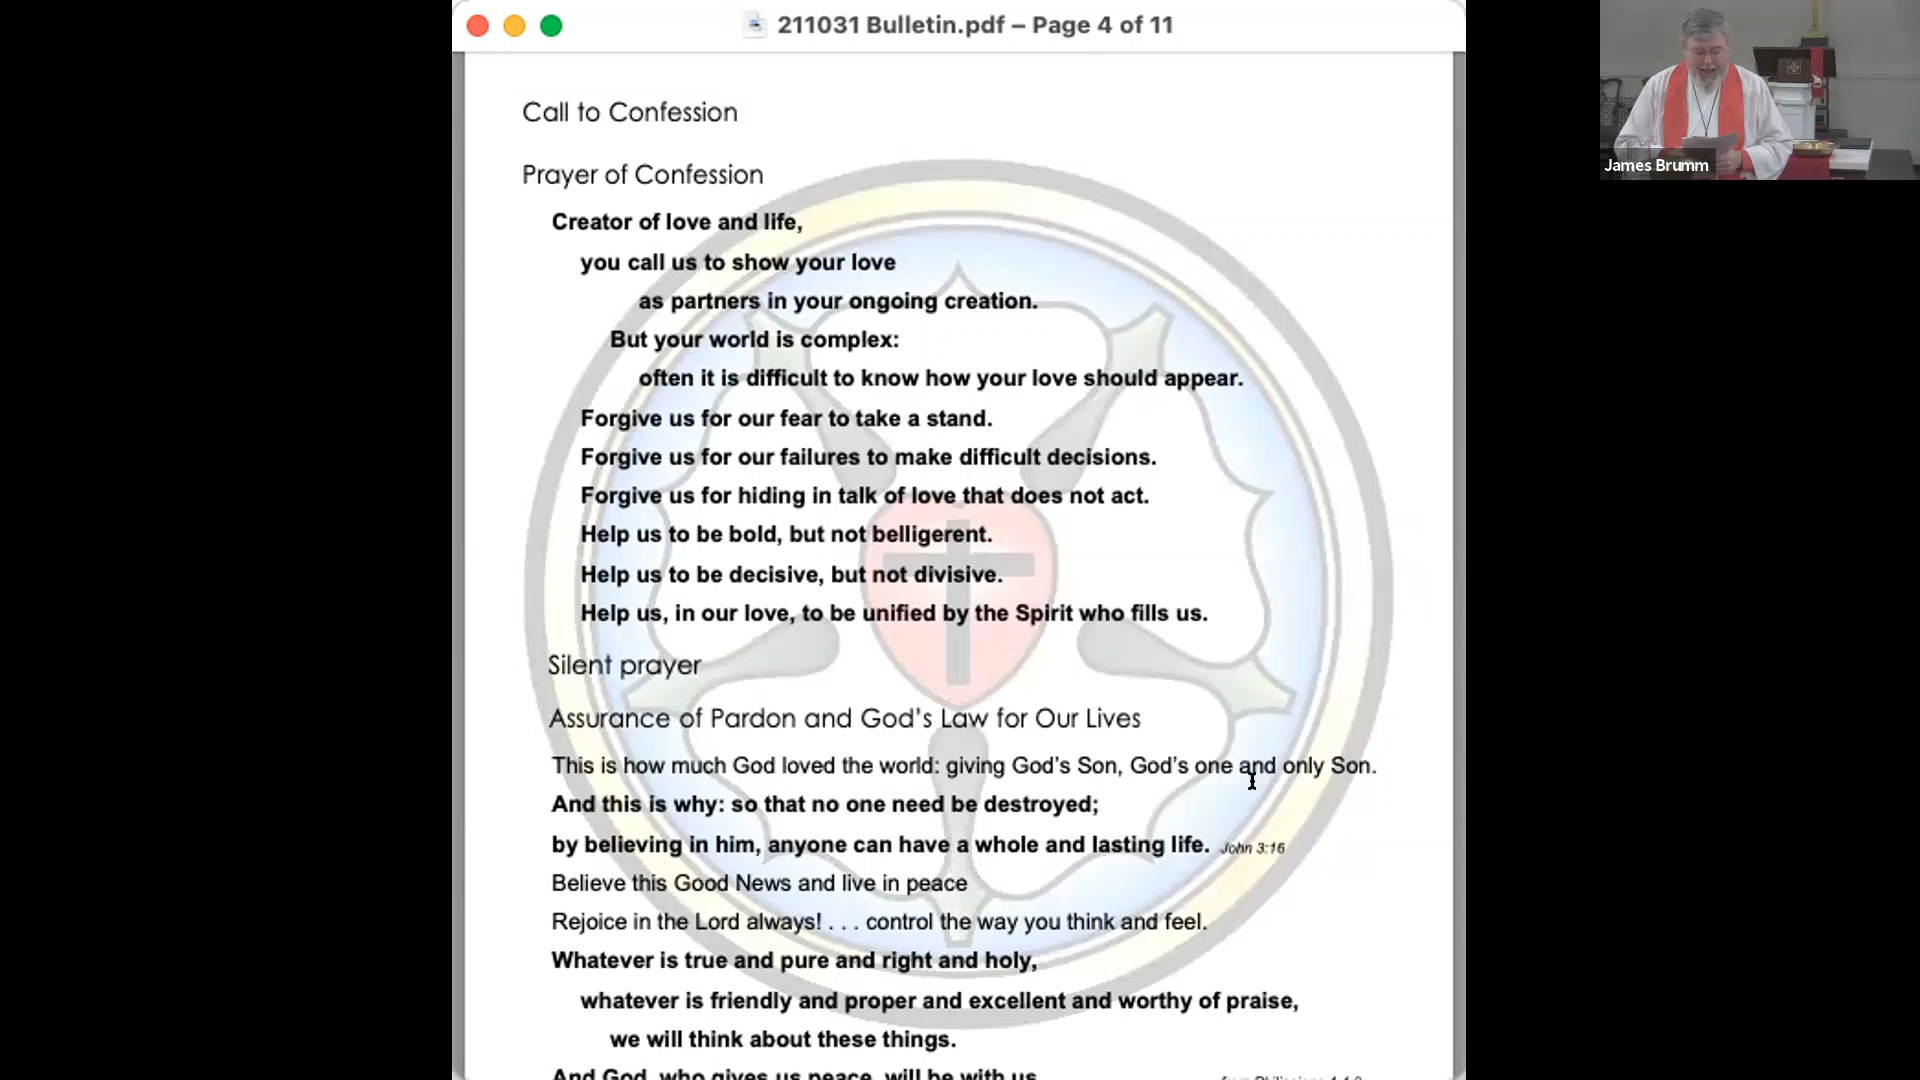 211031 Bulletin.pdf – Page 4 of 11
James Brumm
Call to Confession
Prayer of Confession
Creator of love and life,
you call us to show your love
as partners in your ongoing creation.
But your world is complex:
often it is difficult to know how your love should appear.
Forgive us for our fear to take a stand.
Forgive us for our failures to make difficult decisions.
Forgive us for hiding in talk of love that does not act.
Help us to be bold, but not belligerent.
Help us to be decisive, but not divisive.
Help us, in our love, to be unified by the Spirit who fills us.
Silent prayer
Assurance of Pardon and God's Law for Our Lives
This is how much God loved the world: giving God's Son, God's one and only Son.
And this is why: so that no one need be destroyed;
by believing in him, anyone can have a whole and lasting life. John 3:16
Believe this Good News and live in peace
Rejoice in the Lord always! . . . control the way you think and feel.
Whatever is true and pure and right and holy,
whatever is friendly and proper and excellent and worthy of praise,
we will think about these things.
And God, who gives us peace, will be with us